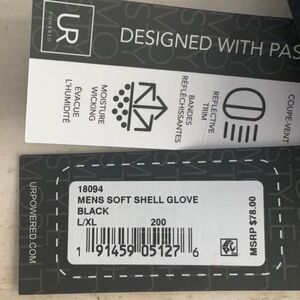 UR
POWERED
DESIGNED WITH PAS
ÉVACUE
L'HUMIDITÉ
MOISTURE
WICKING
BANDES
RÉFLÉCHISSANTES
REFLECTIVE
TRIM
COUPE-VENT
URPOWERED.COM
18094
MENS SOFT SHELL GLOVE
BLACK
L/XL 200
1 91459 05127 6
MSRP $78.00